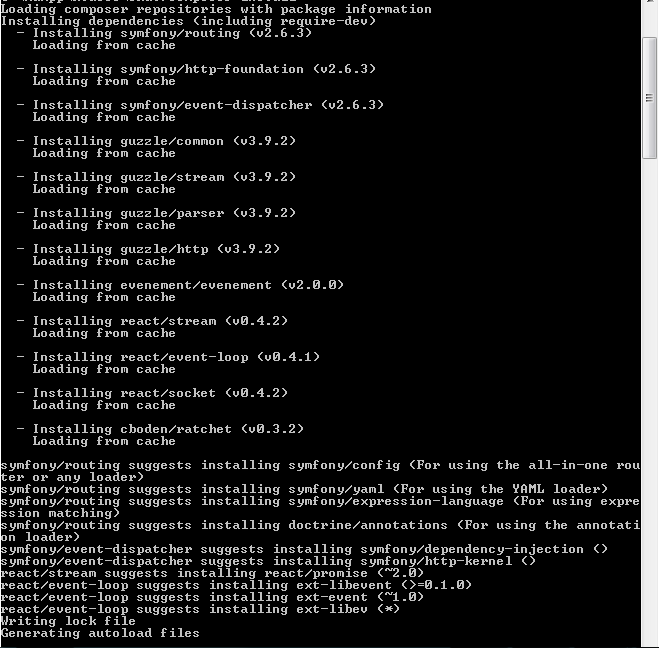 Loading composer repositories with package information
Installing dependencies (including require-dev)
  - Installing symfony/routing (v2.6.3)
    Loading from cache

  - Installing symfony/http-foundation (v2.6.3)
    Loading from cache

  - Installing symfony/event-dispatcher (v2.6.3)
    Loading from cache

  - Installing guzzle/common (v3.9.2)
    Loading from cache

  - Installing guzzle/stream (v3.9.2)
    Loading from cache

  - Installing guzzle/parser (v3.9.2)
    Loading from cache

  - Installing guzzle/http (v3.9.2)
    Loading from cache

  - Installing evenement/evenement (v2.0.0)
    Loading from cache

  - Installing react/stream (v0.4.2)
    Loading from cache

  - Installing react/event-loop (v0.4.1)
    Loading from cache

  - Installing react/socket (v0.4.2)
    Loading from cache

  - Installing cboden/ratchet (v0.3.2)
    Loading from cache

symfony/routing suggests installing symfony/config (For using the all-in-one rou
ter or any loader)
symfony/routing suggests installing symfony/yaml (For using the YAML loader)
symfony/routing suggests installing symfony/expression-language (For using expre
ssion matching)
symfony/routing suggests installing doctrine/annotations (For using the annotati
on loader)
symfony/event-dispatcher suggests installing symfony/dependency-injection ()
symfony/event-dispatcher suggests installing symfony/http-kernel ()
react/stream suggests installing react/promise (~2.0)
react/event-loop suggests installing ext-libevent (>=0.1.0)
react/event-loop suggests installing ext-event (~1.0)
react/event-loop suggests installing ext-libev (*)
Writing lock file
Generating autoload files